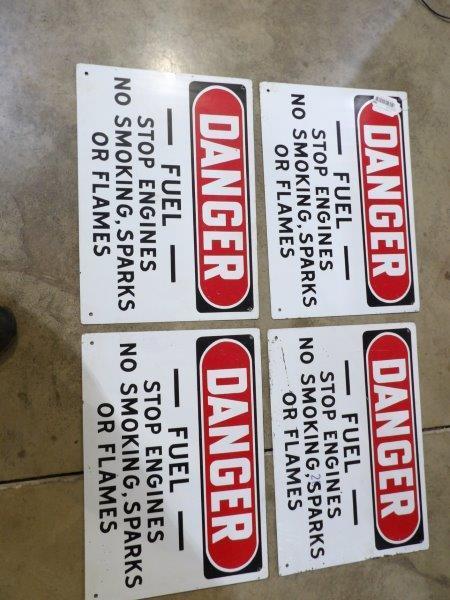 DANGER
— FUEL —
STOP ENGINES
NO SMOKING, SPARKS
OR FLAMES
DANGER
— FUEL —
STOP ENGINES
NO SMOKING, SPARKS
OR FLAMES
2
DANGER
— FUEL —
STOP ENGINES
NO SMOKING, SPARKS
OR FLAMES
DANGER
— FUEL —
STOP ENGINES
NO SMOKING, SPARKS
OR FLAMES